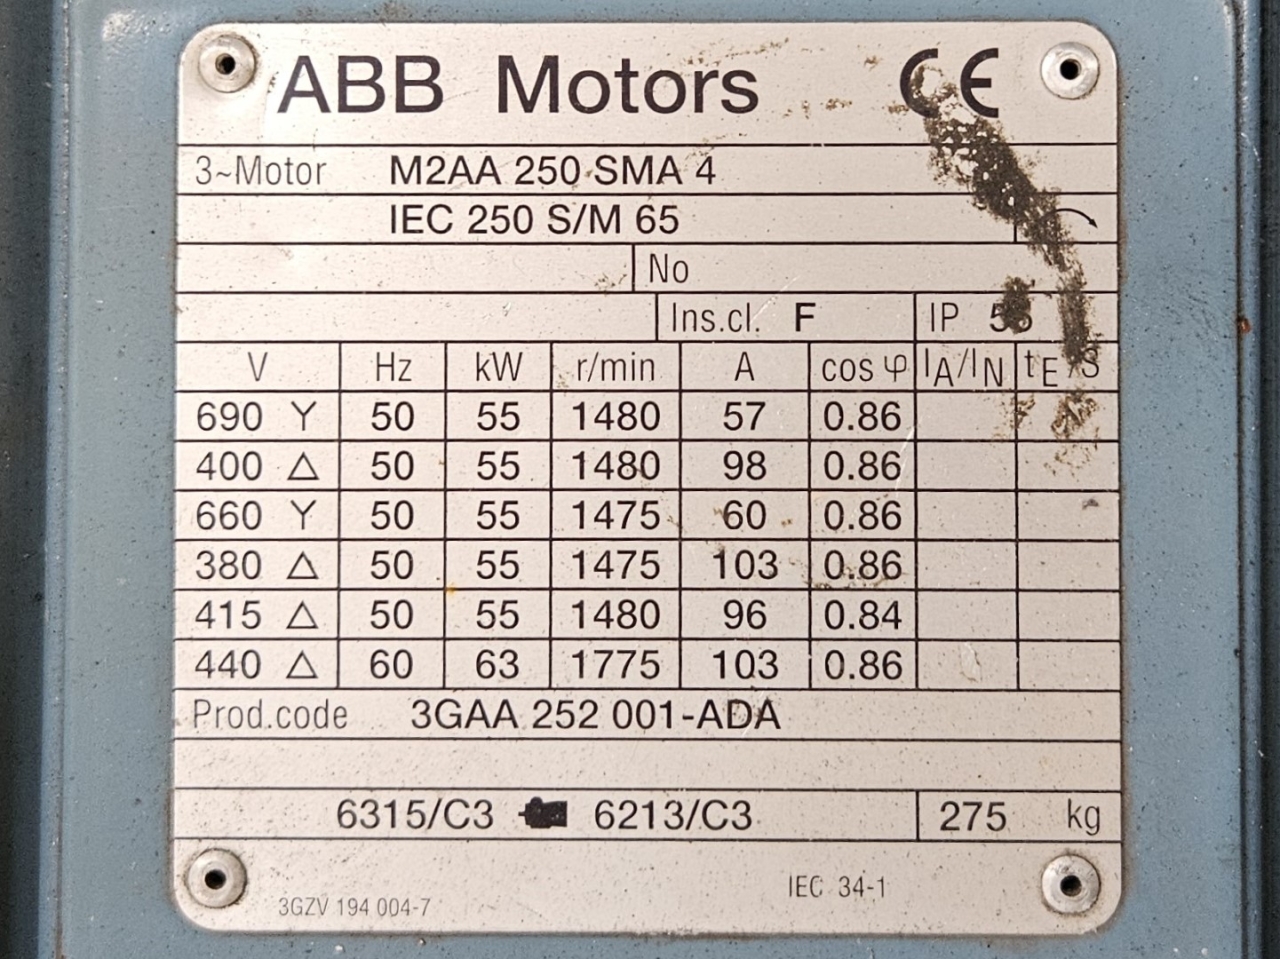 ABB Motors CE
3~Motor M2AA 250 SMA 4
IEC 250 S/M 65
No
Ins.cl. F IP 55
V Hz kW r/min A cos φ IA/IN tE s
690 Y 50 55 1480 57 0.86
400 Δ 50 55 1480 98 0.86
660 Y 50 55 1475 60 0.86
380 Δ 50 55 1475 103 0.86
415 Δ 50 55 1480 96 0.84
440 Δ 60 63 1775 103 0.86
Prod.code 3GAA 252 001-ADA
6315/C3 6213/C3 275 kg
IEC 34-1
3GZV 194 004-7